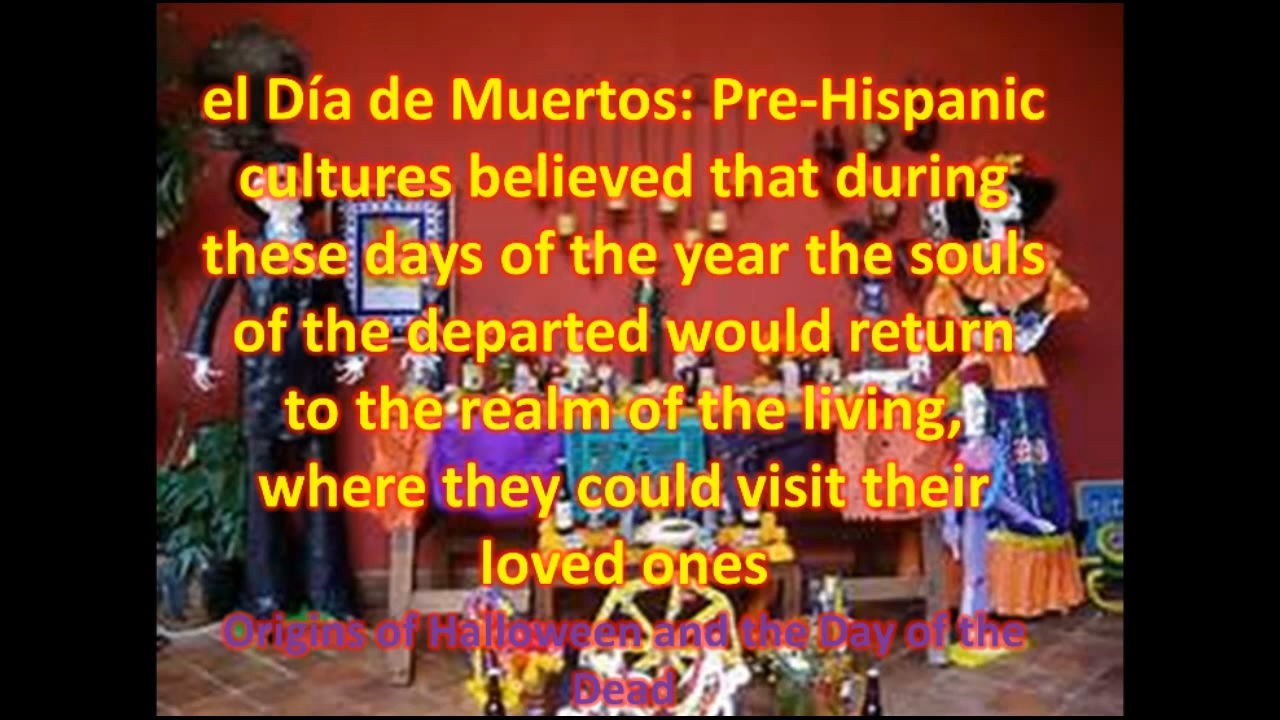 el Día de Muertos: Pre-Hispanic
cultures believed that during
these days of the year the souls
of the departed would return
to the realm of the living,
where they could visit their
loved ones
Origins of Halloween and the Day of the
Dead